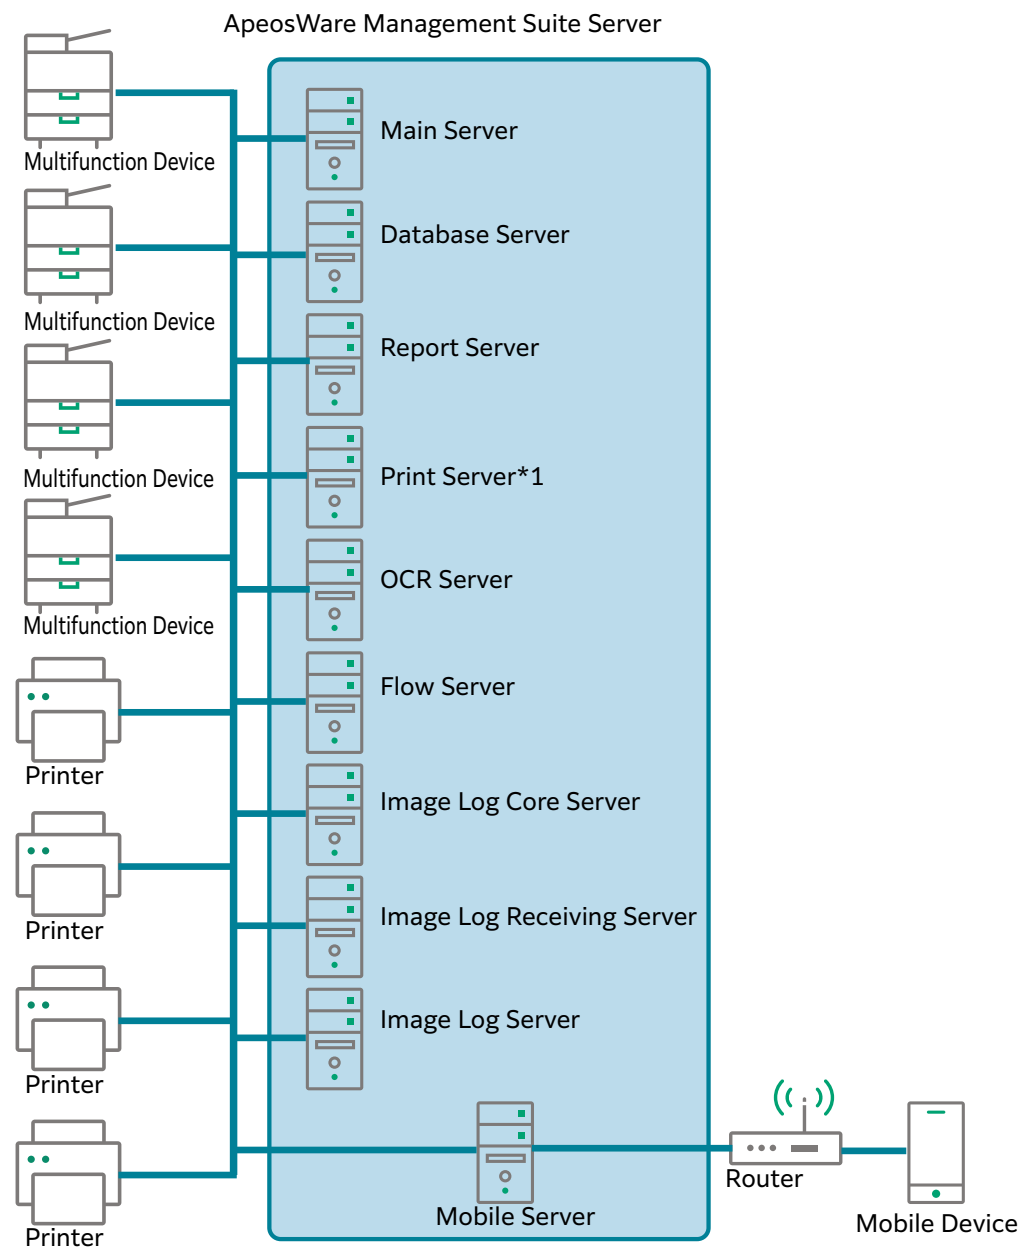 ApeosWare Management Suite Server
Main Server
Multifunction Device
Database Server
Multifunction Device
Report Server
Multifunction Device
Print Server*1
OCR Server
Multifunction Device
Flow Server
Printer
Image Log Core Server
Image Log Receiving Server
Printer
Image Log Server
Printer
Router
Mobile Server
Mobile Device
Printer